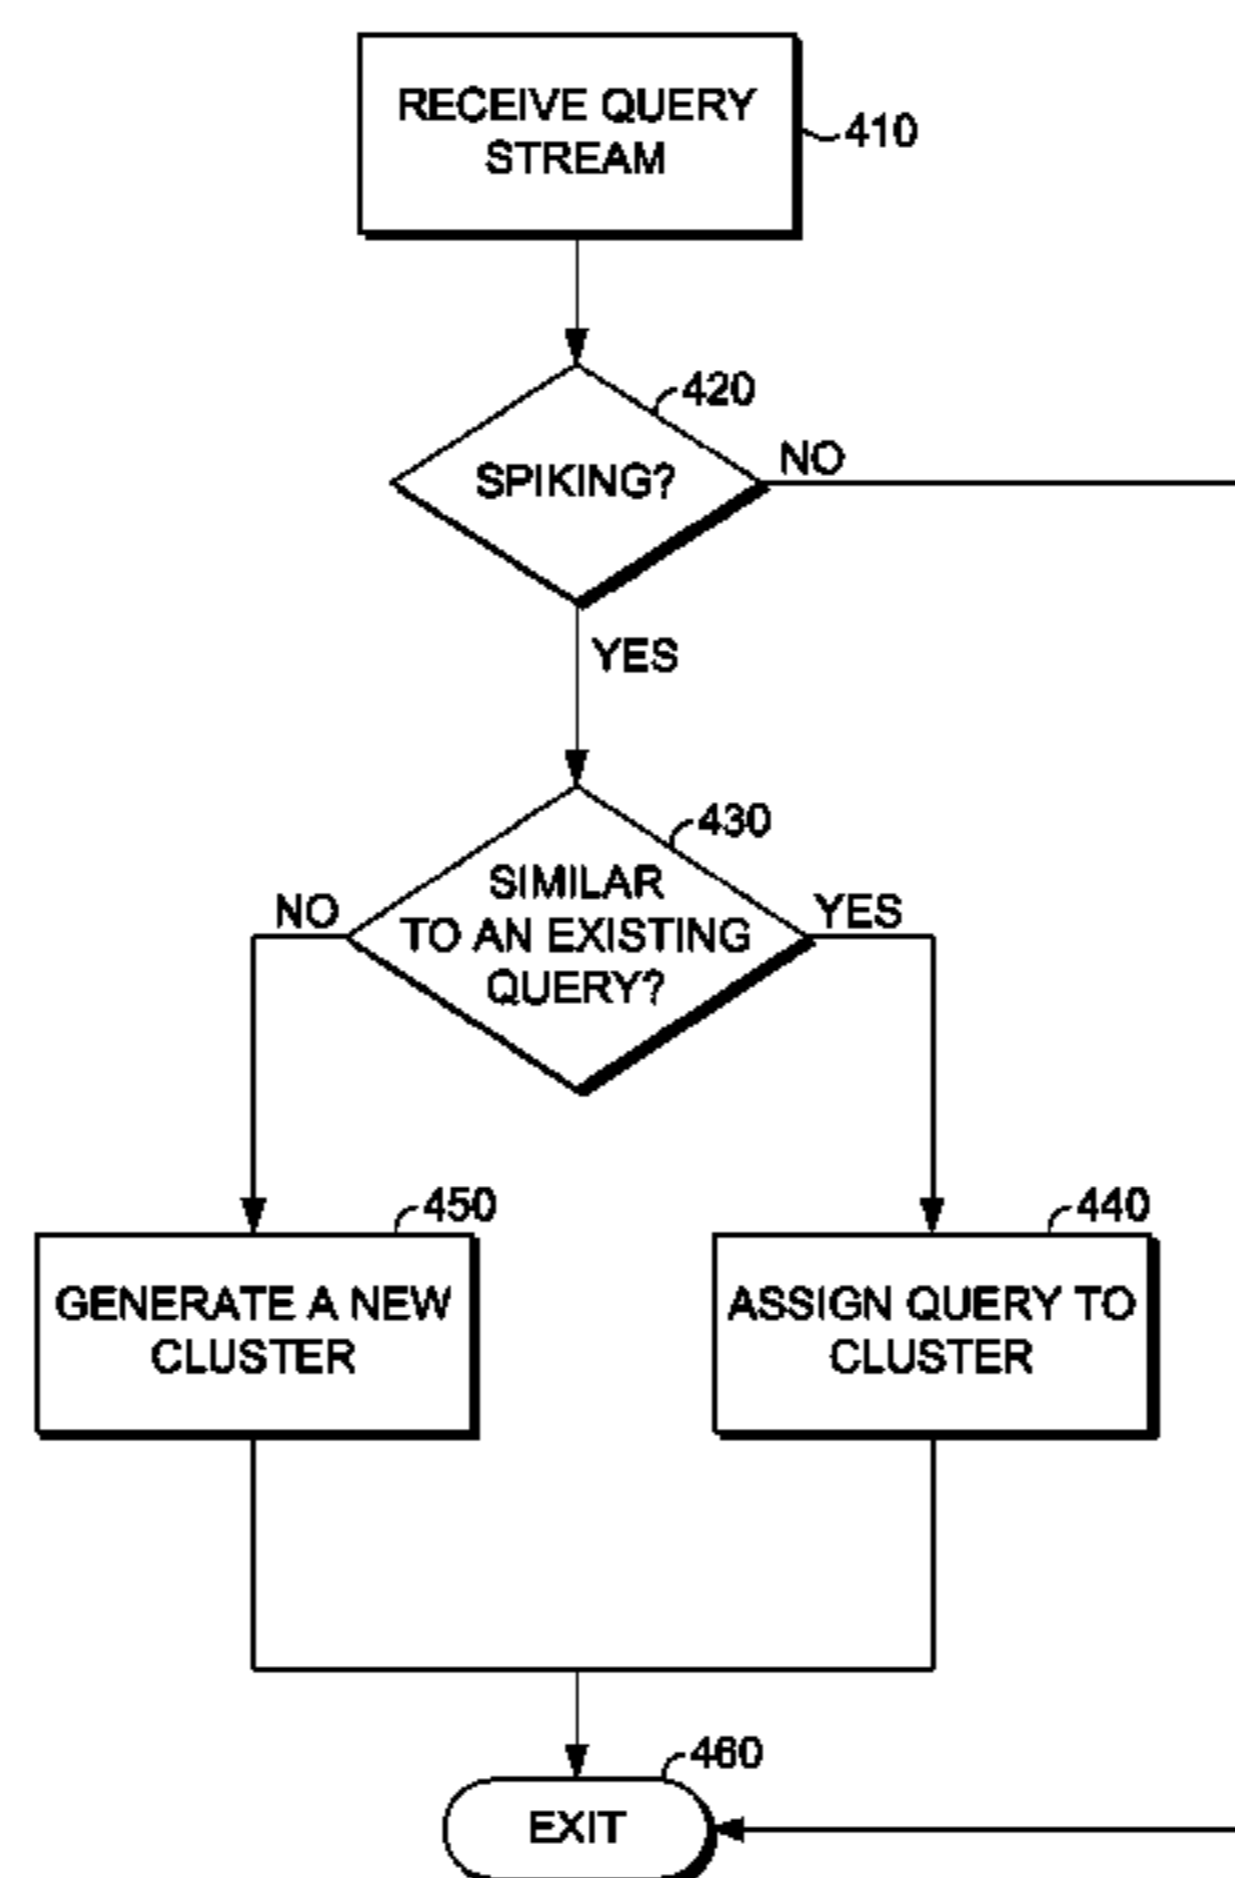 RECEIVE QUERY
STREAM
410
420
SPIKING?
NO
YES
430
SIMILAR
TO AN EXISTING
QUERY?
NO
YES
450
GENERATE A NEW
CLUSTER
440
ASSIGN QUERY TO
CLUSTER
460
EXIT